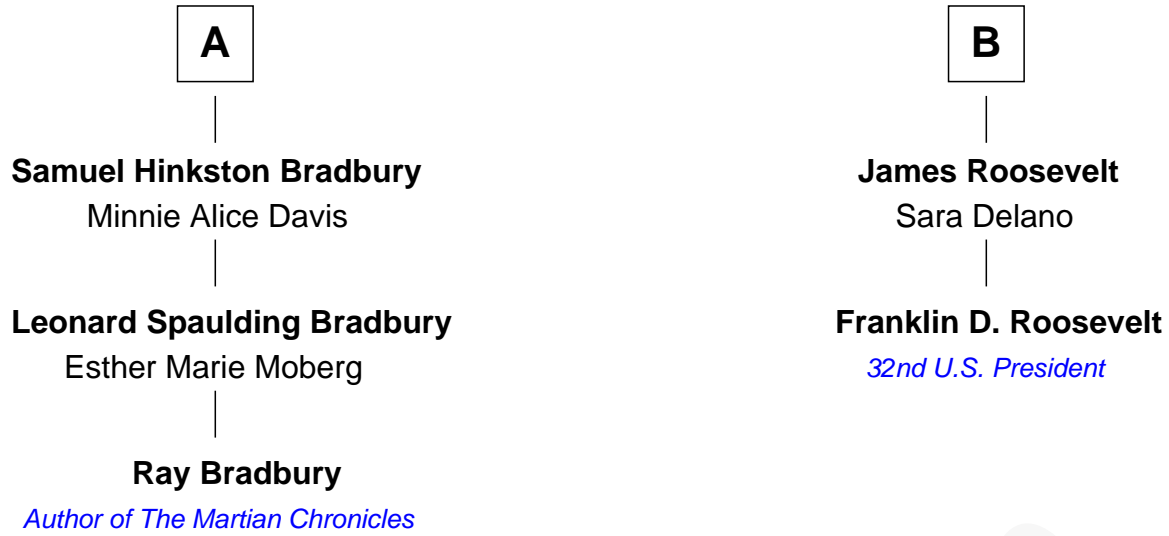 A
B
Samuel Hinkston Bradbury
Minnie Alice Davis
James Roosevelt
Sara Delano
Leonard Spaulding Bradbury
Esther Marie Moberg
Franklin D. Roosevelt
32nd U.S. President
Ray Bradbury
Author of The Martian Chronicles